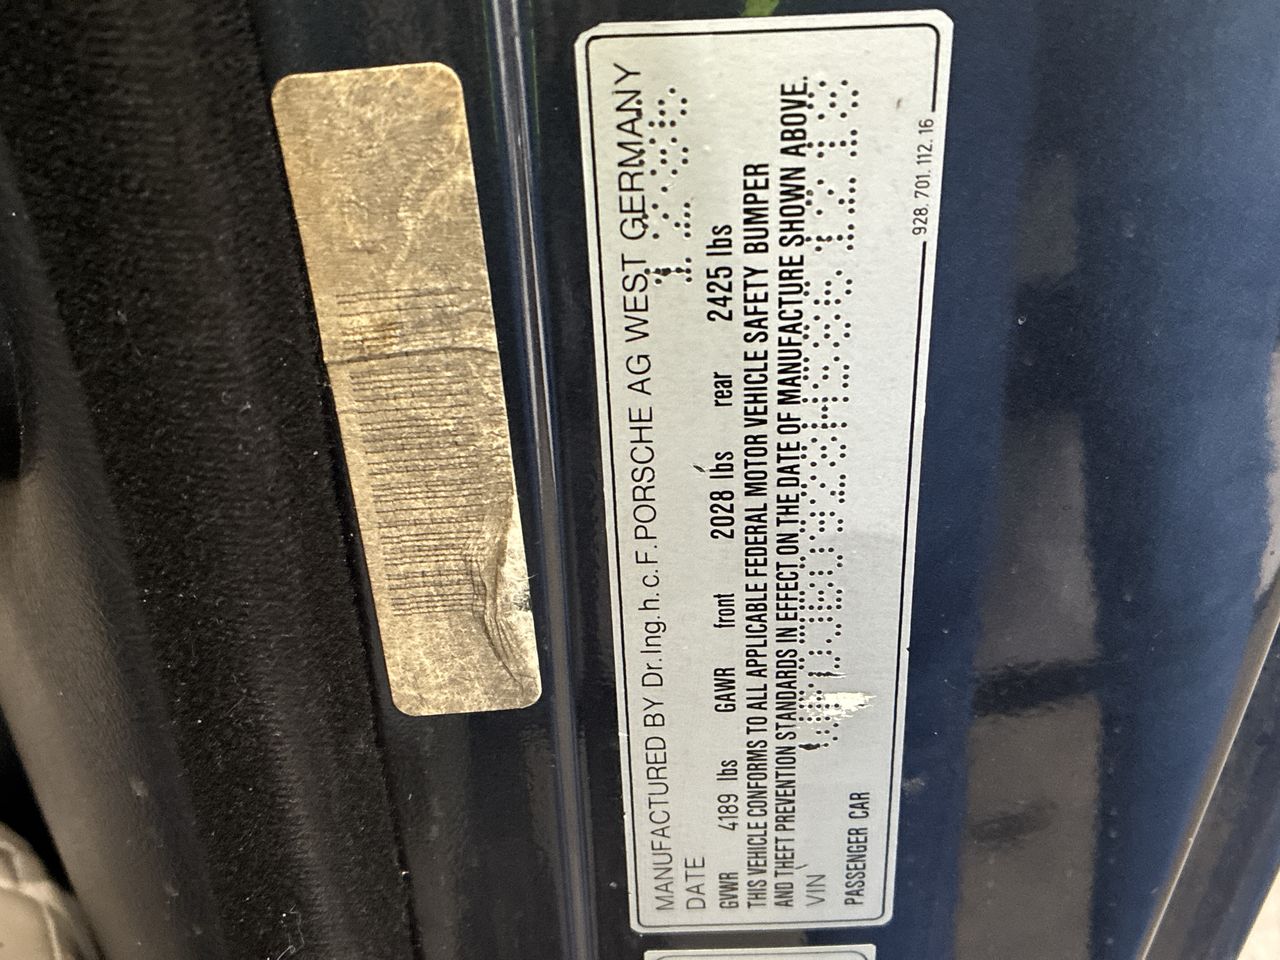 MANUFACTURED BY Dr. Ing. h. c. F. PORSCHE AG WEST GERMANY
DATE
GVWR 4189 lbs GAWR front 2028 lbs rear 2425 lbs
THIS VEHICLE CONFORMS TO ALL APPLICABLE FEDERAL MOTOR VEHICLE SAFETY BUMPER
AND THEFT PREVENTION STANDARDS IN EFFECT ON THE DATE OF MANUFACTURE SHOWN ABOVE.
VIN
PASSENGER CAR
928. 701. 112. 16